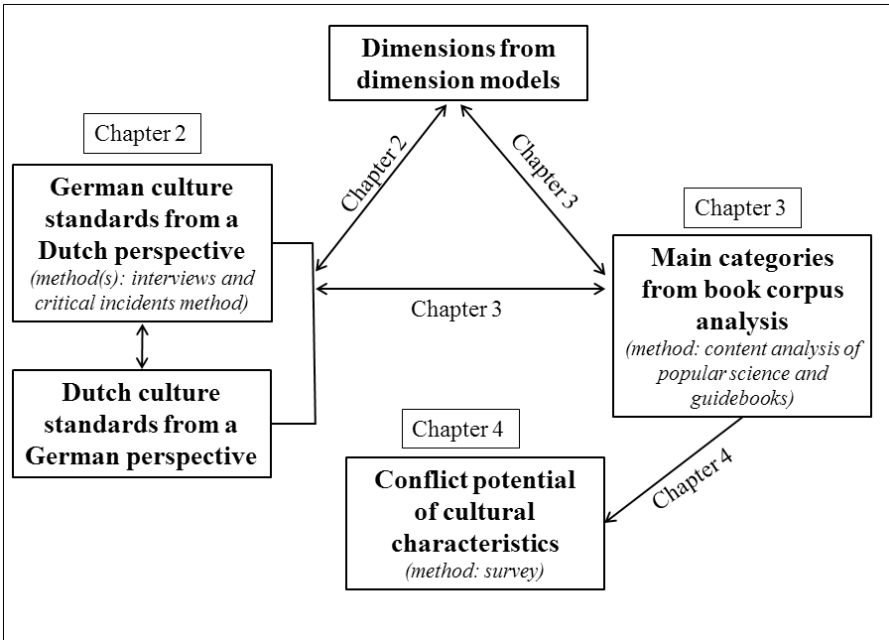 Dimensions from
dimension models
Chapter 2
German culture
standards from a
Dutch perspective
(method(s): interviews and
critical incidents method)
Dutch culture
standards from a
German perspective
Chapter 2
Chapter 3
Chapter 3
Chapter 3
Main categories
from book corpus
analysis
(method: content analysis of
popular science and
guidebooks)
Chapter 4
Chapter 4
Conflict potential
of cultural
characteristics
(method: survey)